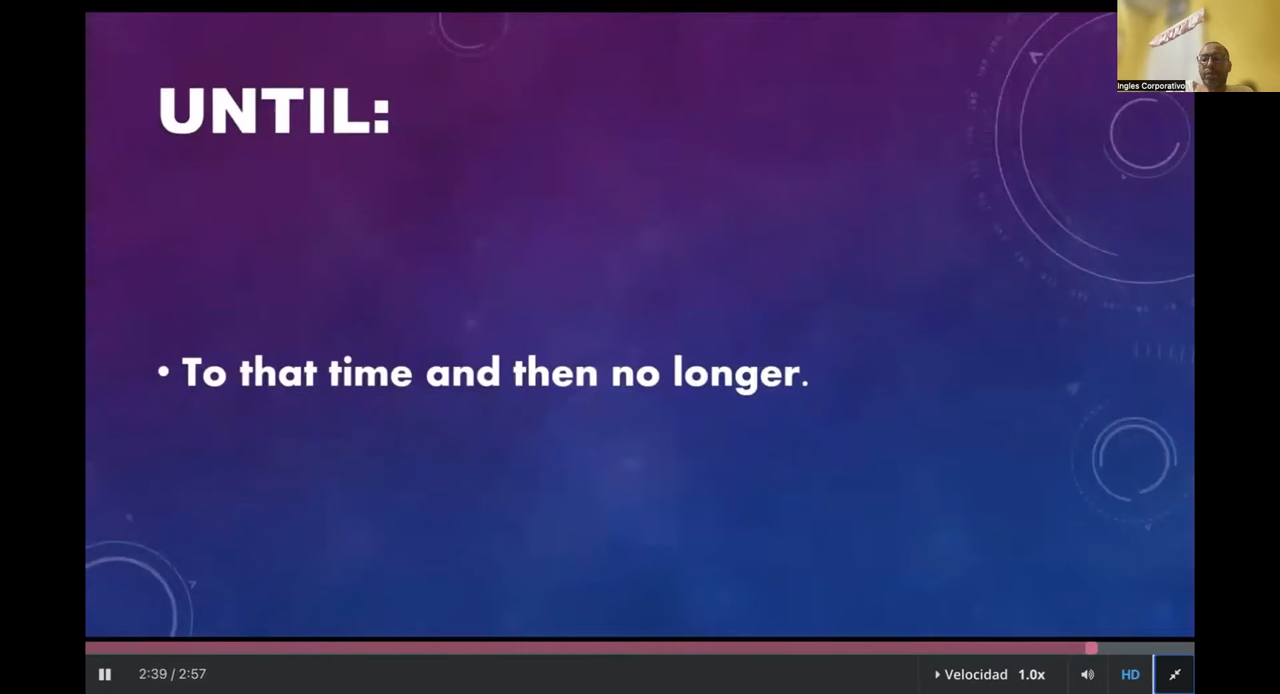 Ingles Corporativo
UNTIL:
• To that time and then no longer.
2:39 / 2:57
Velocidad 1.0x
HD